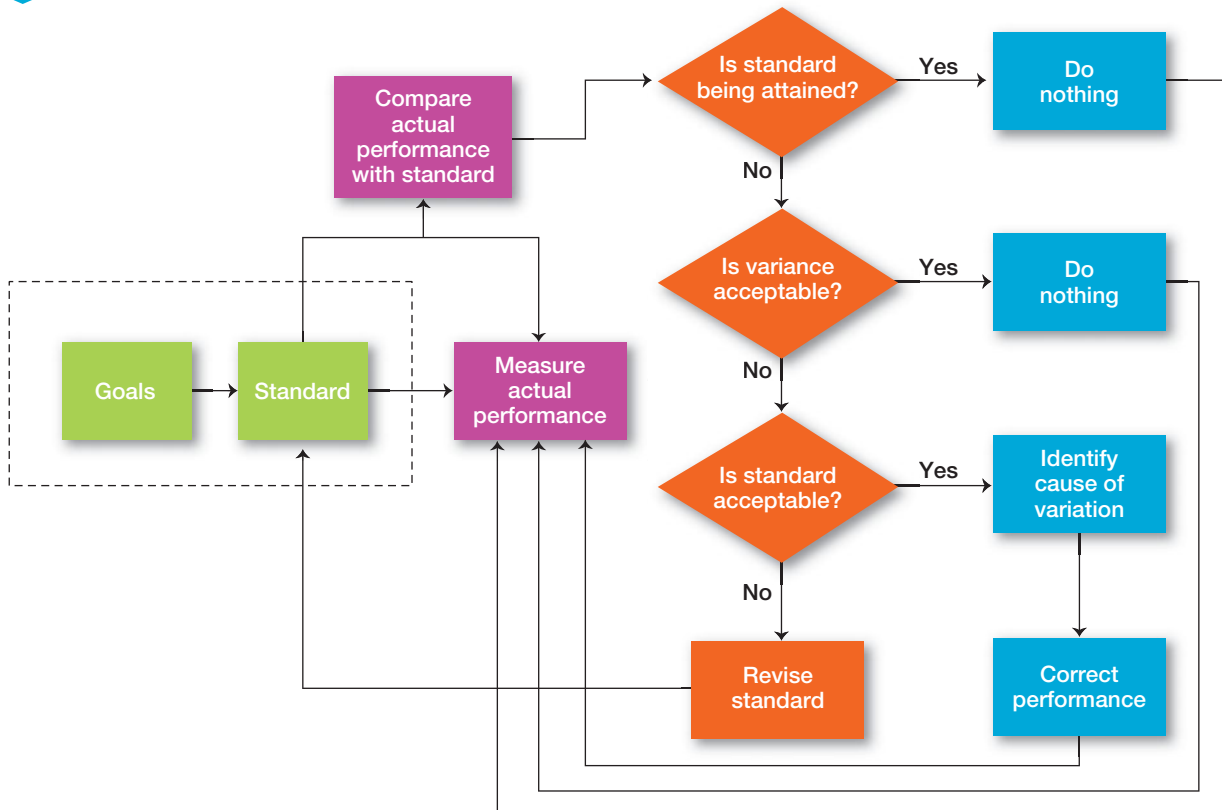 Is standard
being attained?
Yes
Do
nothing
Compare
actual
performance
with standard
No
Is variance
acceptable?
Yes
Do
nothing
Goals
Standard
Measure
actual
performance
No
Is standard
acceptable?
Yes
Identify
cause of
variation
No
Revise
standard
Correct
performance